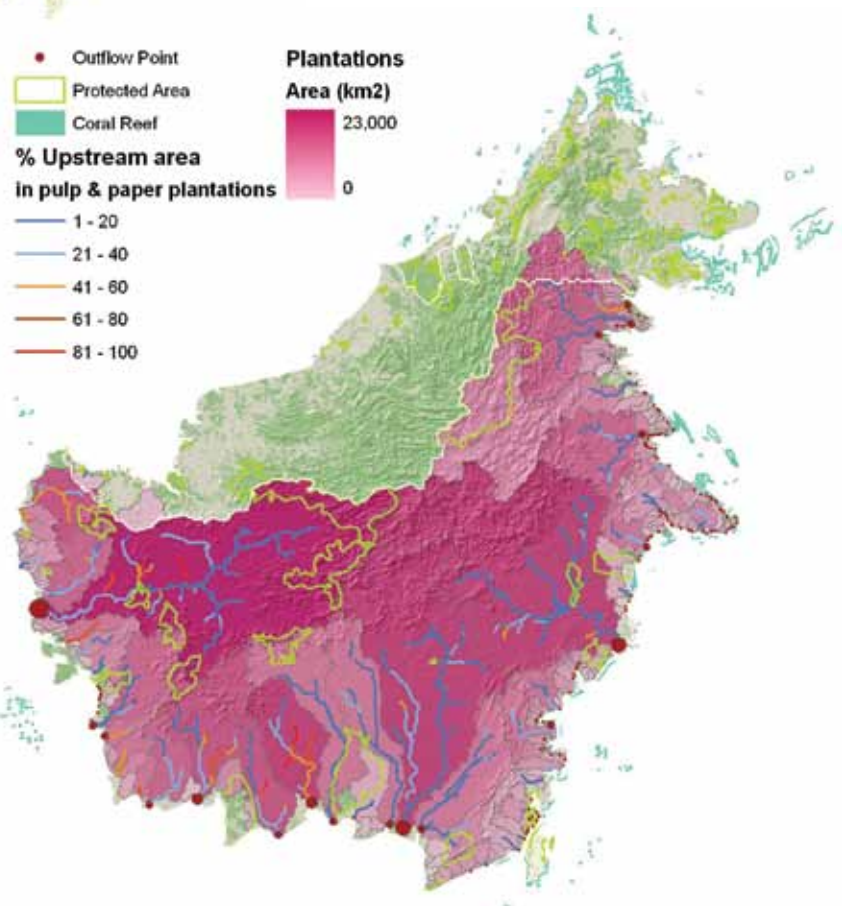 Outflow Point
Protected Area
Coral Reef
% Upstream area
in pulp & paper plantations
1 - 20
21 - 40
41 - 60
61 - 80
81 - 100
Plantations
Area (km2)
23,000
0